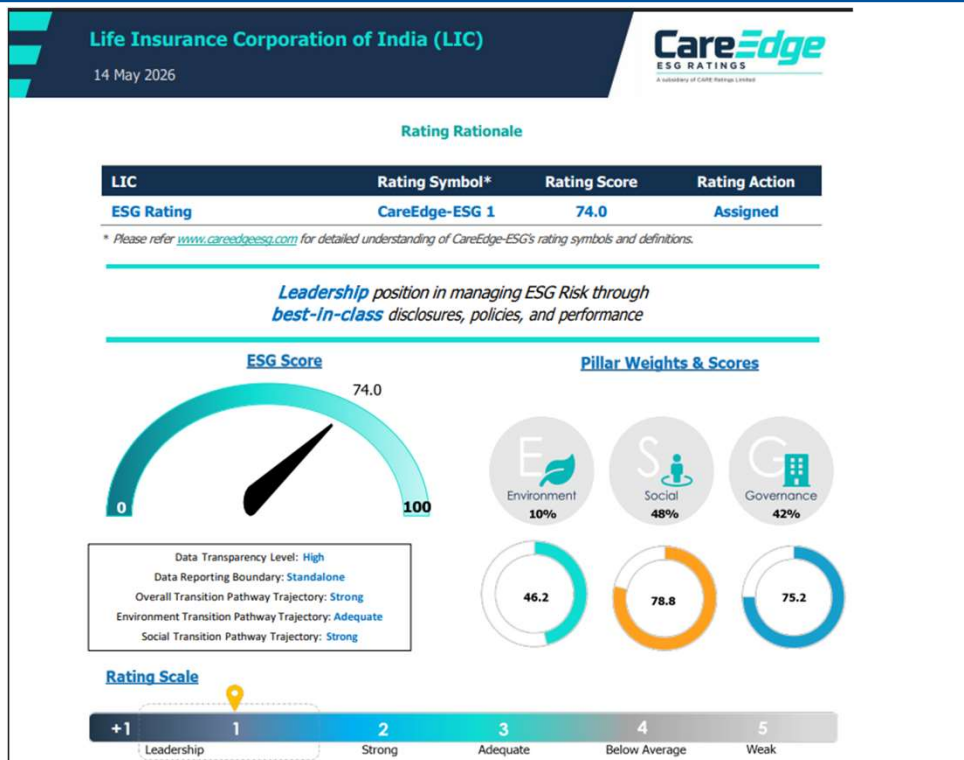 Life Insurance Corporation of India (LIC)
14 May 2026
CareEdge
ESG RATINGS
A subsidiary of CARE Ratings Limited
Rating Rationale
LIC Rating Symbol* Rating Score Rating Action
ESG Rating CareEdge-ESG 1 74.0 Assigned
* Please refer www.careedgeesg.com for detailed understanding of CareEdge-ESG's rating symbols and definitions.
Leadership position in managing ESG Risk through
best-in-class disclosures, policies, and performance
ESG Score
74.0
0
100
Data Transparency Level: High
Data Reporting Boundary: Standalone
Overall Transition Pathway Trajectory: Strong
Environment Transition Pathway Trajectory: Adequate
Social Transition Pathway Trajectory: Strong
Pillar Weights & Scores
E S G
Environment Social Governance
10% 48% 42%
46.2 78.8 75.2
Rating Scale
+1 1 2 3 4 5
Leadership Strong Adequate Below Average Weak